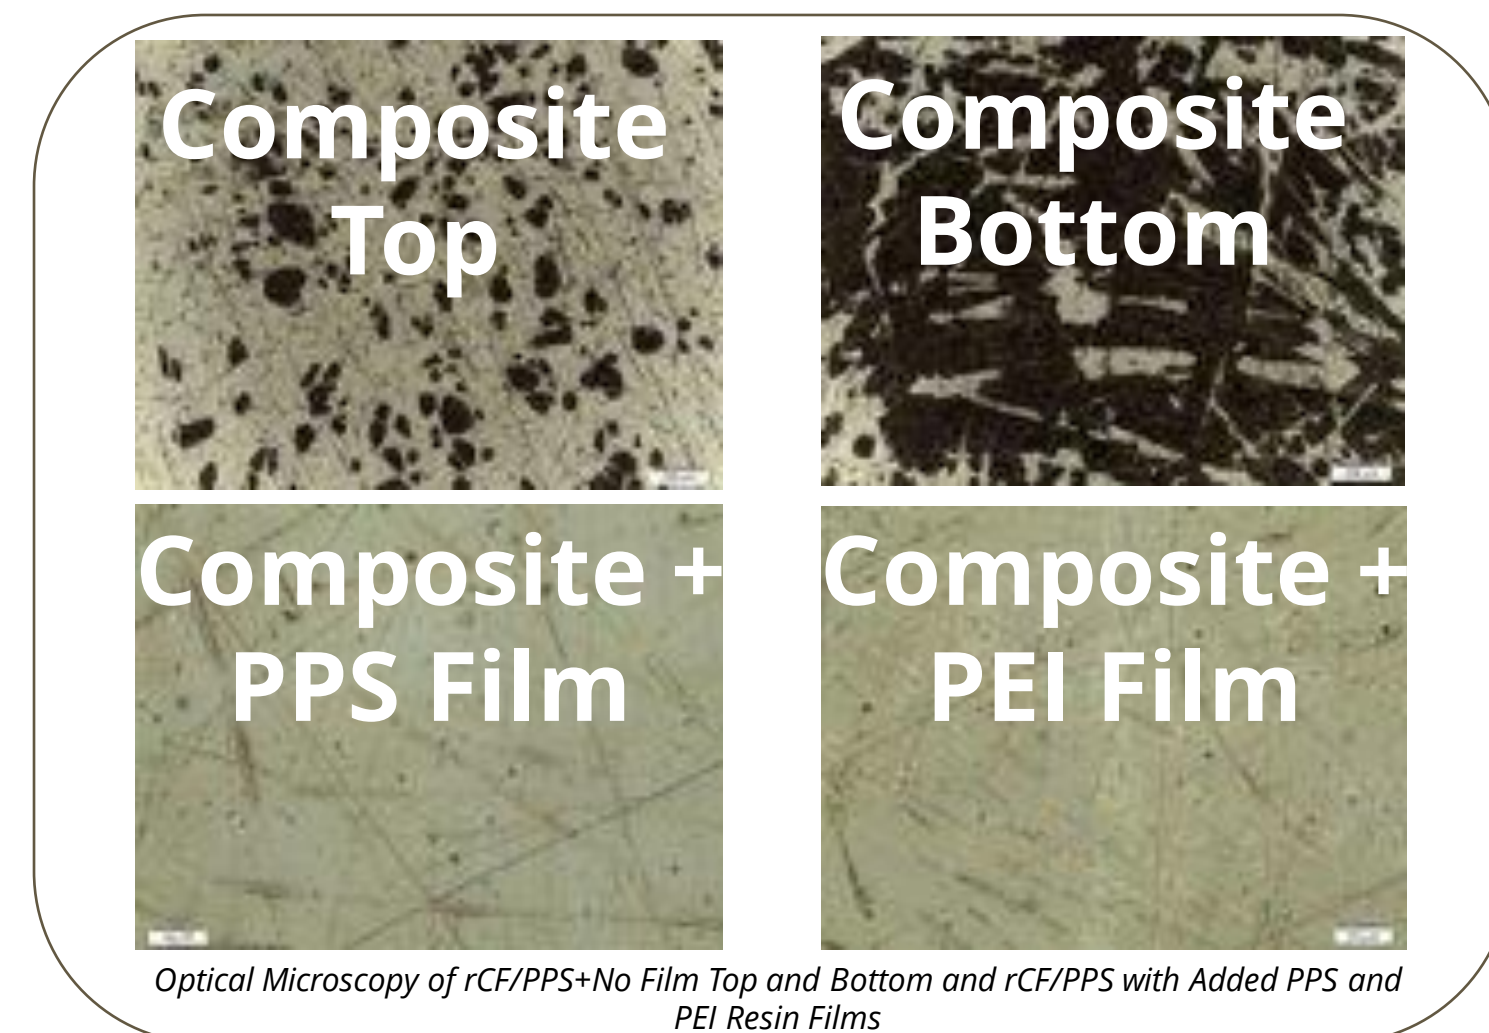 Composite
Top
Composite
Bottom
Composite +
PPS Film
Composite +
PEI Film
Optical Microscopy of rCF/PPS+No Film Top and Bottom and rCF/PPS with Added PPS and
PEI Resin Films